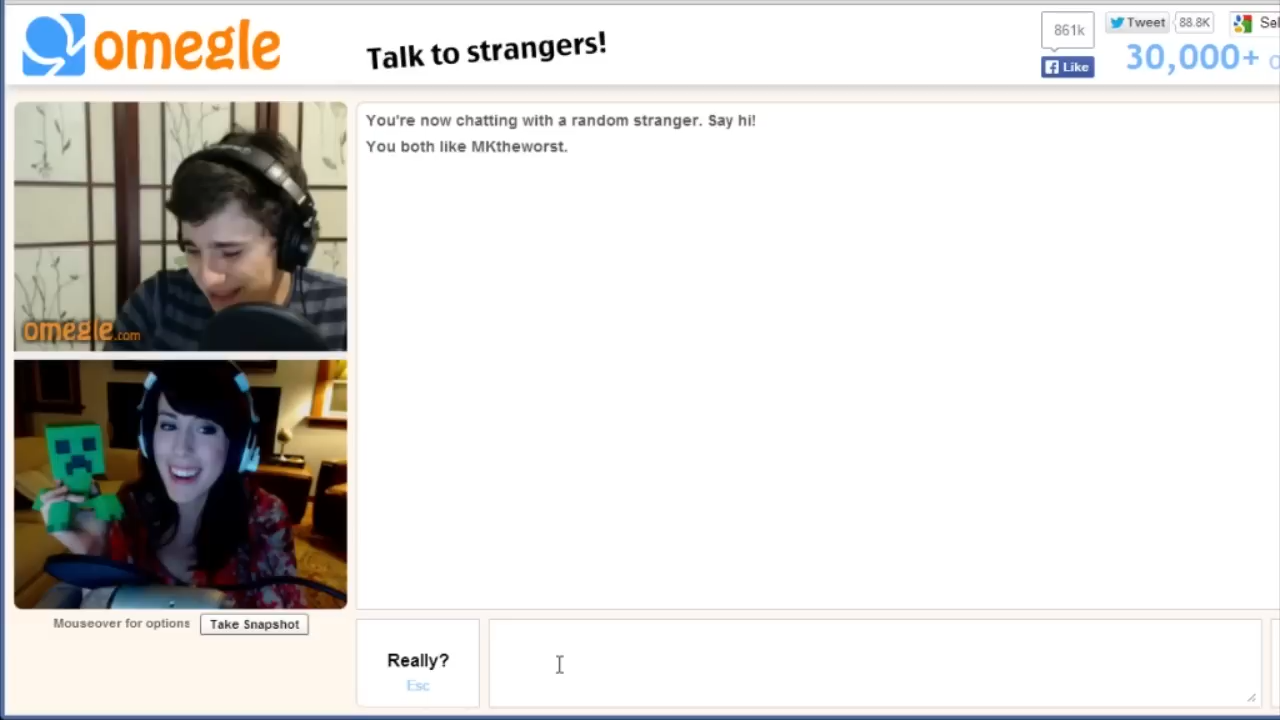 omegle
Talk to strangers!
861k
Like
Tweet
88.8K
30,000+
You're now chatting with a random stranger. Say hi!
You both like MKtheworst.
omegle.com
Mouseover for options
Take Snapshot
Really?
Esc